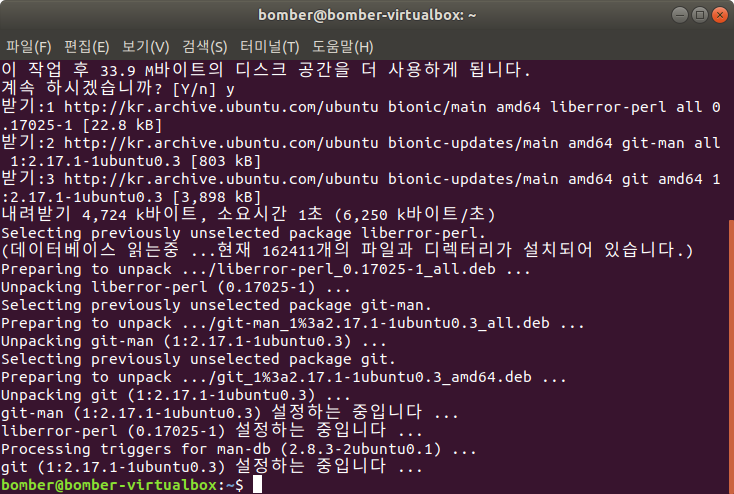 bomber@bomber-virtualbox: ~
파일(F) 편집(E) 보기(V) 검색(S) 터미널(T) 도움말(H)
이 작업 후 33.9 M바이트의 디스크 공간을 더 사용하게 됩니다.
계속 하시겠습니까? [Y/n] y
받기:1 http://kr.archive.ubuntu.com/ubuntu bionic/main amd64 liberror-perl all 0
.17025-1 [22.8 kB]
받기:2 http://kr.archive.ubuntu.com/ubuntu bionic-updates/main amd64 git-man all
 1:2.17.1-1ubuntu0.3 [803 kB]
받기:3 http://kr.archive.ubuntu.com/ubuntu bionic-updates/main amd64 git amd64 1
:2.17.1-1ubuntu0.3 [3,898 kB]
내려받기 4,724 k바이트, 소요시간 1초 (6,250 k바이트/초)
Selecting previously unselected package liberror-perl.
(데이터베이스 읽는중 ...현재 162411개의 파일과 디렉터리가 설치되어 있습니다.)
Preparing to unpack .../liberror-perl_0.17025-1_all.deb ...
Unpacking liberror-perl (0.17025-1) ...
Selecting previously unselected package git-man.
Preparing to unpack .../git-man_1%3a2.17.1-1ubuntu0.3_all.deb ...
Unpacking git-man (1:2.17.1-1ubuntu0.3) ...
Selecting previously unselected package git.
Preparing to unpack .../git_1%3a2.17.1-1ubuntu0.3_amd64.deb ...
Unpacking git (1:2.17.1-1ubuntu0.3) ...
git-man (1:2.17.1-1ubuntu0.3) 설정하는 중입니다 ...
liberror-perl (0.17025-1) 설정하는 중입니다 ...
Processing triggers for man-db (2.8.3-2ubuntu0.1) ...
git (1:2.17.1-1ubuntu0.3) 설정하는 중입니다 ...
bomber@bomber-virtualbox:~$